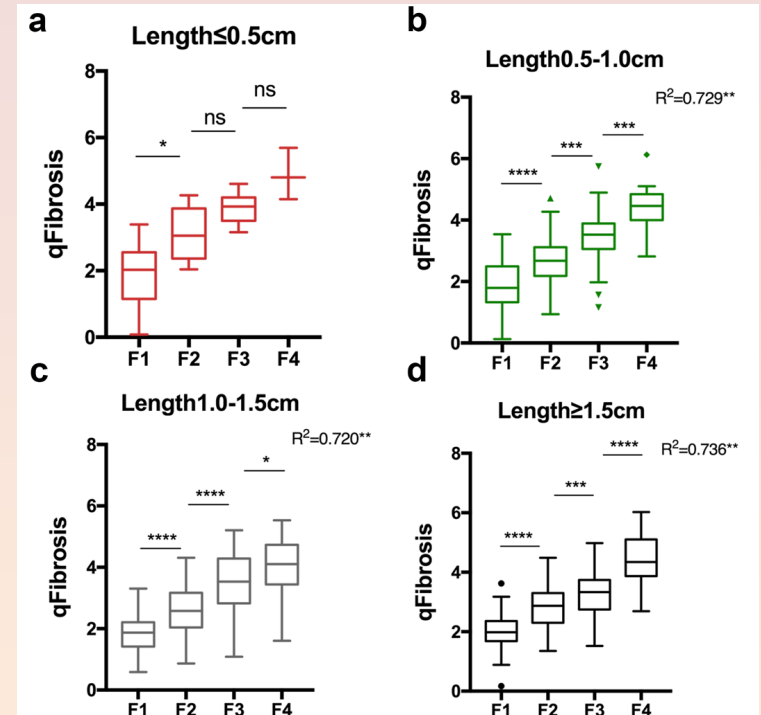 a
Length≤0.5cm
qFibrosis
8
6
4
2
0
*
ns
ns
F1 F2 F3 F4
b
Length0.5-1.0cm
R2=0.729**
qFibrosis
8
6
4
2
0
****
***
***
F1 F2 F3 F4
c
Length1.0-1.5cm
R2=0.720**
qFibrosis
8
6
4
2
0
****
****
*
F1 F2 F3 F4
d
Length≥1.5cm
R2=0.736**
qFibrosis
8
6
4
2
0
****
***
****
F1 F2 F3 F4